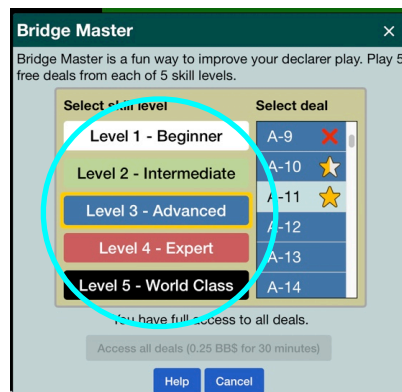 Bridge Master ×
Bridge Master is a fun way to improve your declarer play. Play 5
free deals from each of 5 skill levels.
Select skill level
Level 1 - Beginner
Level 2 - Intermediate
Level 3 - Advanced
Level 4 - Expert
Level 5 - World Class
Select deal
A-9
A-10
A-11
A-12
A-13
A-14
You have full access to all deals.
Access all deals (0.25 BB$ for 30 minutes)
Help Cancel